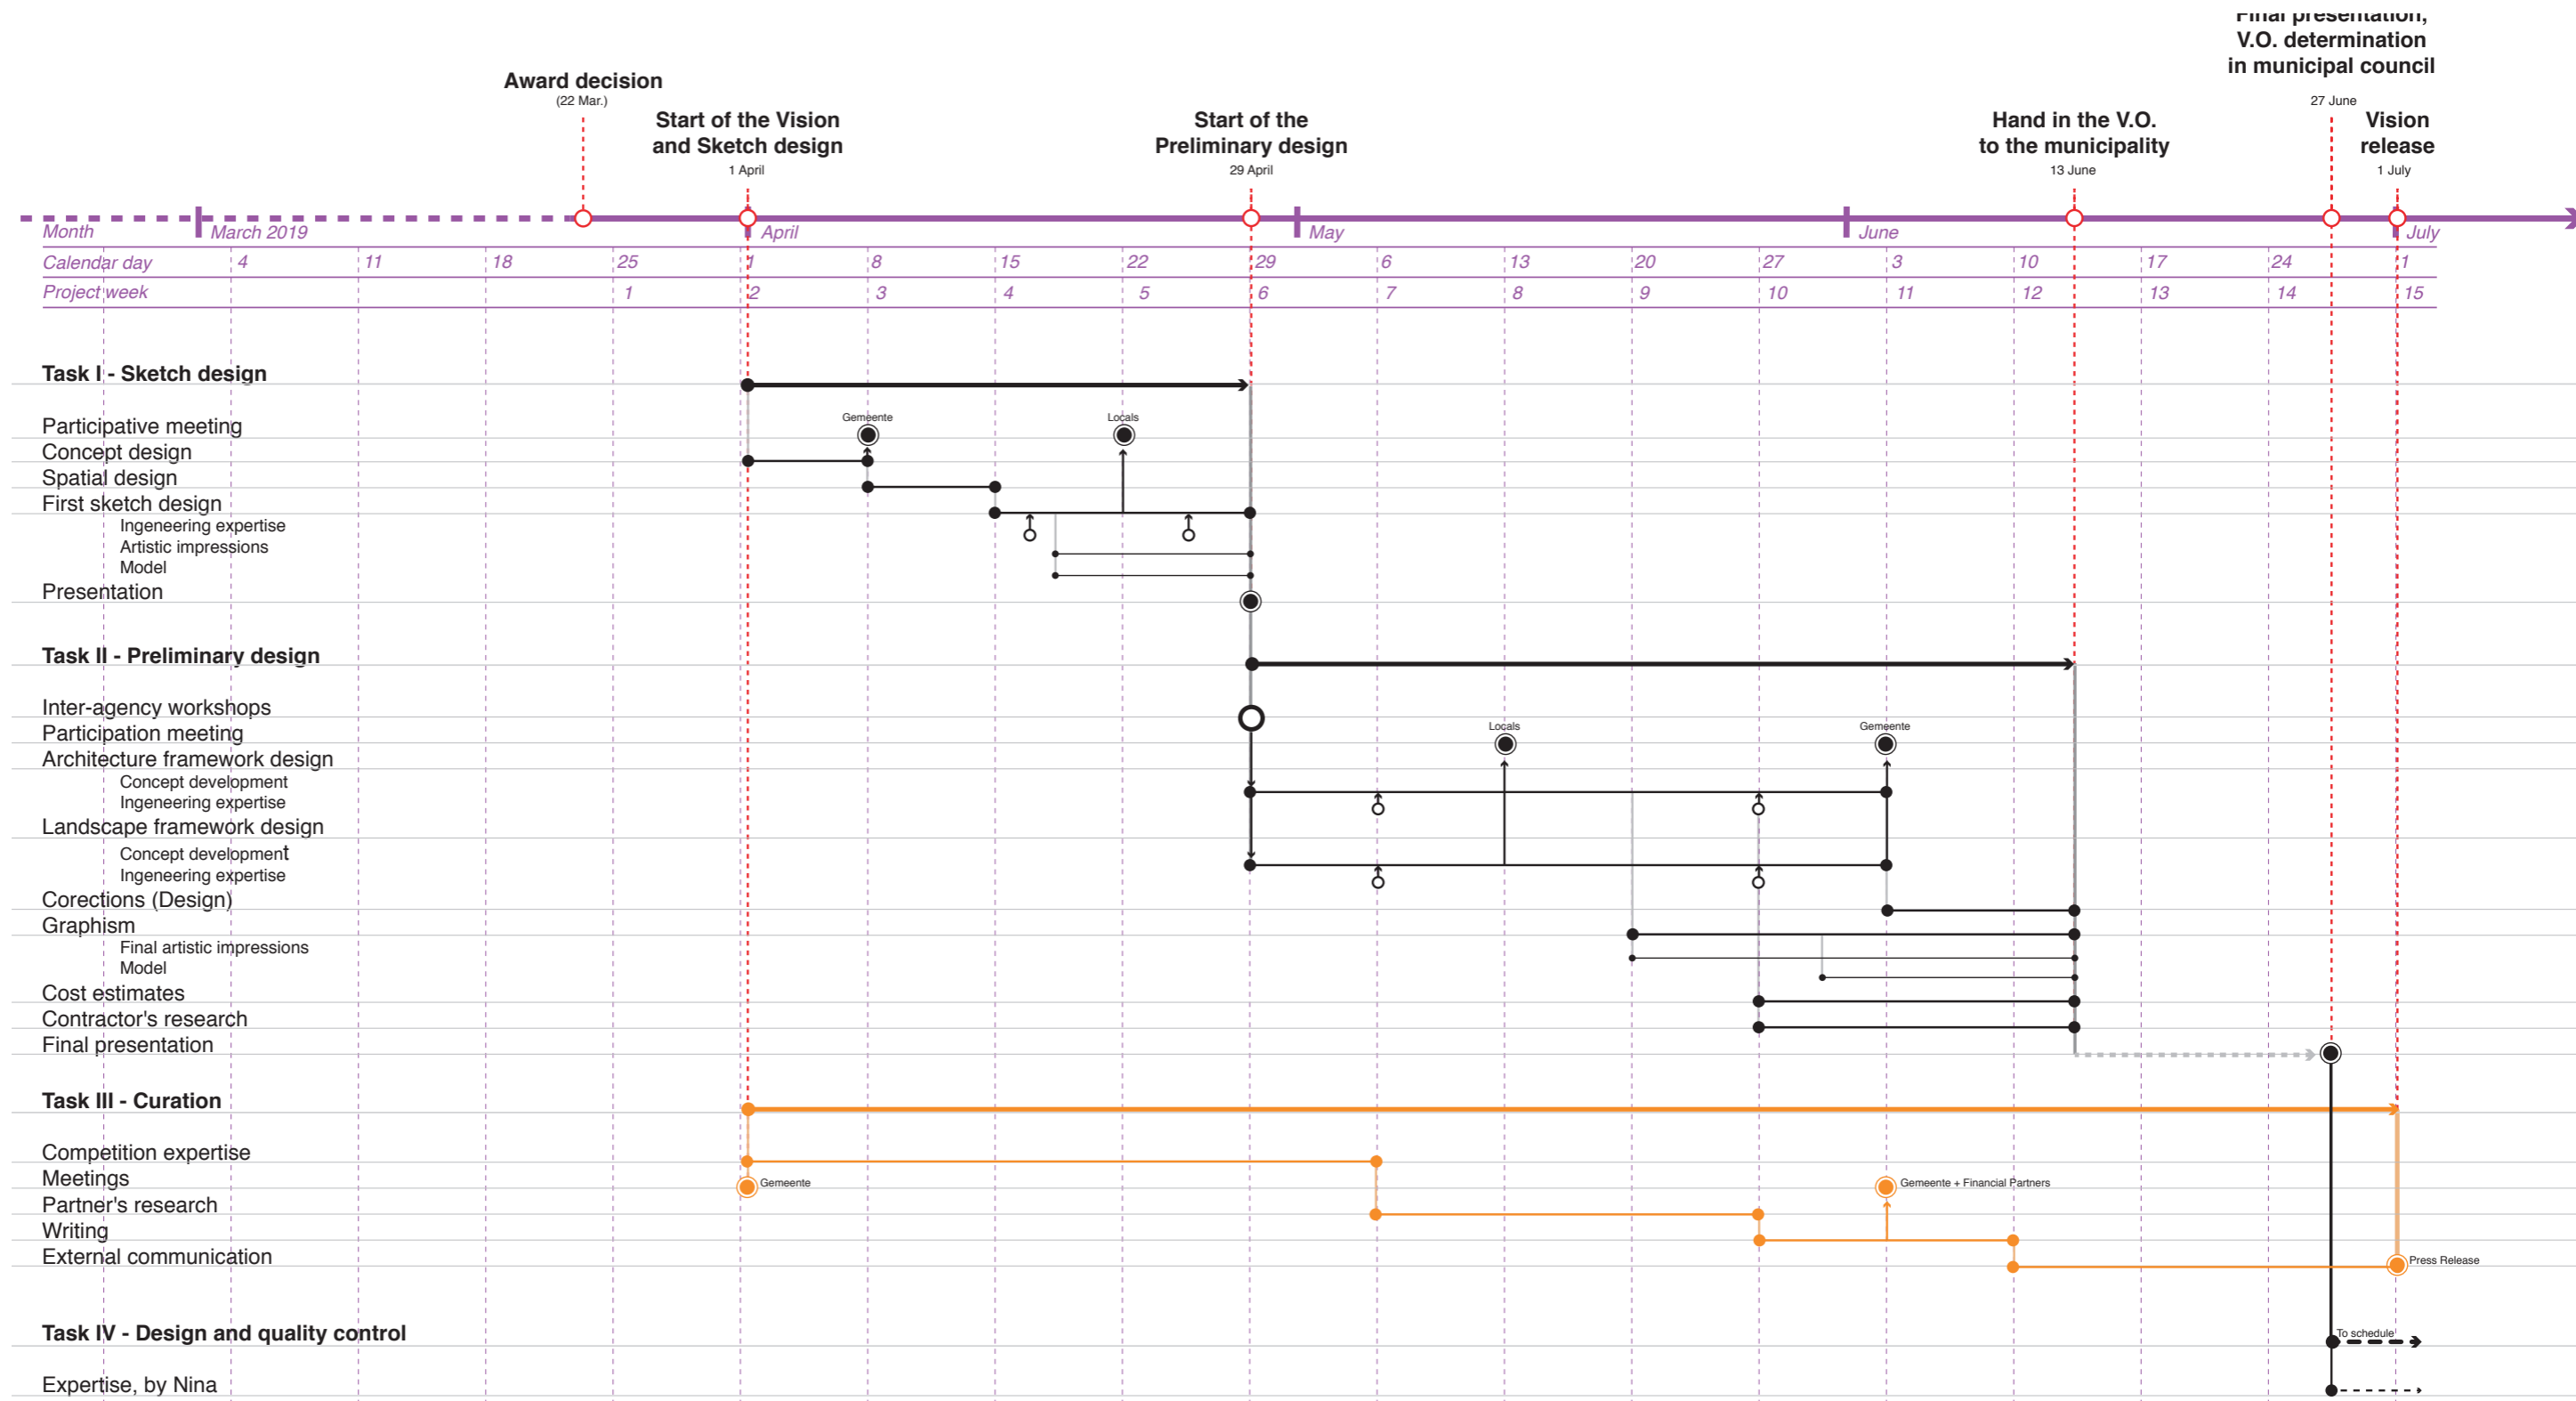 Final presentation,
V.O. determination
in municipal council
27 June
Award decision
(22 Mar.)
Start of the Vision
and Sketch design
1 April
Start of the
Preliminary design
29 April
Hand in the V.O.
to the municipality
13 June
Vision
release
1 July
Month March 2019 April May June July
Calendar day 4 11 18 25 1 8 15 22 29 6 13 20 27 3 10 17 24 1
Project week 1 2 3 4 5 6 7 8 9 10 11 12 13 14 15
Task I - Sketch design
Gemeente Locals
Participative meeting
Concept design
Spatial design
First sketch design
Ingeneering expertise
Artistic impressions
Model
Presentation
Task II - Preliminary design
Inter-agency workshops
Locals Gemeente
Participation meeting
Architecture framework design
Concept development
Ingeneering expertise
Landscape framework design
Concept development
Ingeneering expertise
Corections (Design)
Graphism
Final artistic impressions
Model
Cost estimates
Contractor's research
Final presentation
Task III - Curation
Competition expertise
Meetings Gemeente Gemeente + Financial Partners
Partner's research
Writing
External communication Press Release
Task IV - Design and quality control To schedule
Expertise, by Nina